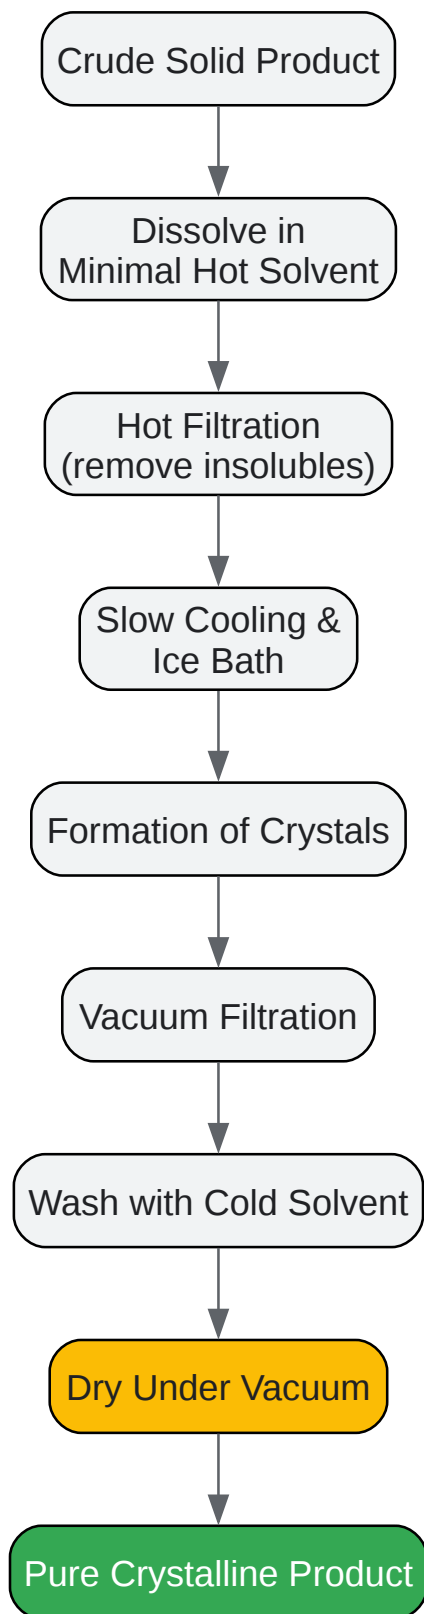 Crude Solid Product
Dissolve in
Minimal Hot Solvent
Hot Filtration
(remove insolubles)
Slow Cooling &
Ice Bath
Formation of Crystals
Vacuum Filtration
Wash with Cold Solvent
Dry Under Vacuum
Pure Crystalline Product